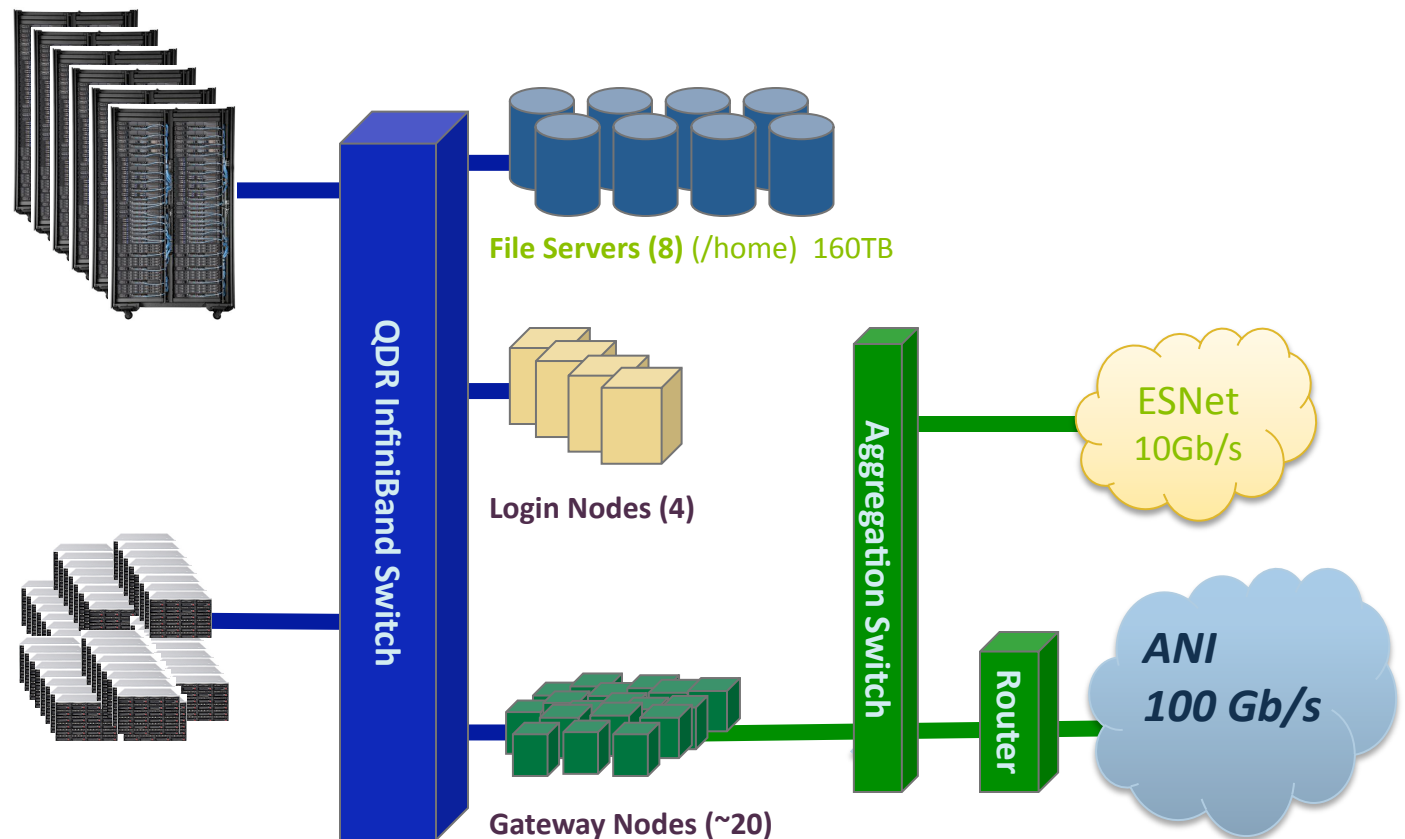 File Servers (8) (/home)  160TB
QDR InfiniBand Switch
Login Nodes (4)
Aggregation Switch
ESNet
10Gb/s
Router
ANI
100 Gb/s
Gateway Nodes (~20)